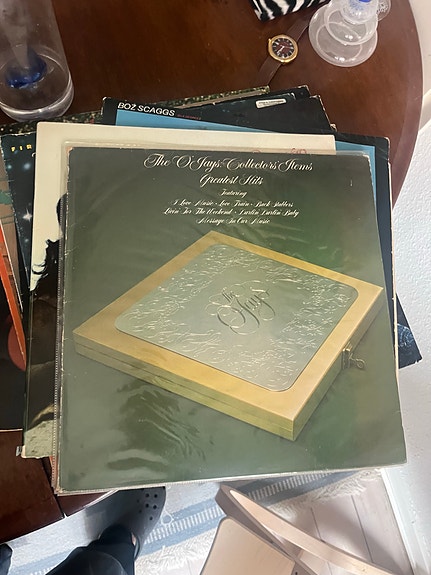 BOZ SCAGGS
FIR
The O'Jays: Collectors' Items
Greatest Hits
Featuring
I Love Music • Love Train • Back Stabbers
Livin' For The Weekend • Darlin' Darlin' Baby
Message In Our Music
The
O'Jays